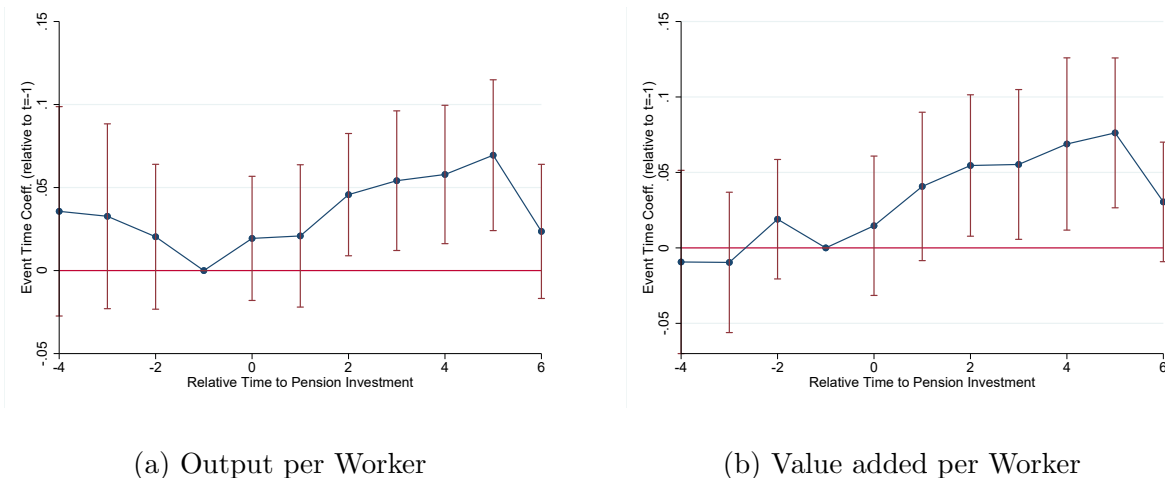 Event Time Coeff. (relative to t=-1)
.15
.1
.05
0
-.05
-4 -2 0 2 4 6
Relative Time to Pension Investment
(a) Output per Worker
Event Time Coeff. (relative to t=-1)
.15
.1
.05
0
-.05
-4 -2 0 2 4 6
Relative Time to Pension Investment
(b) Value added per Worker